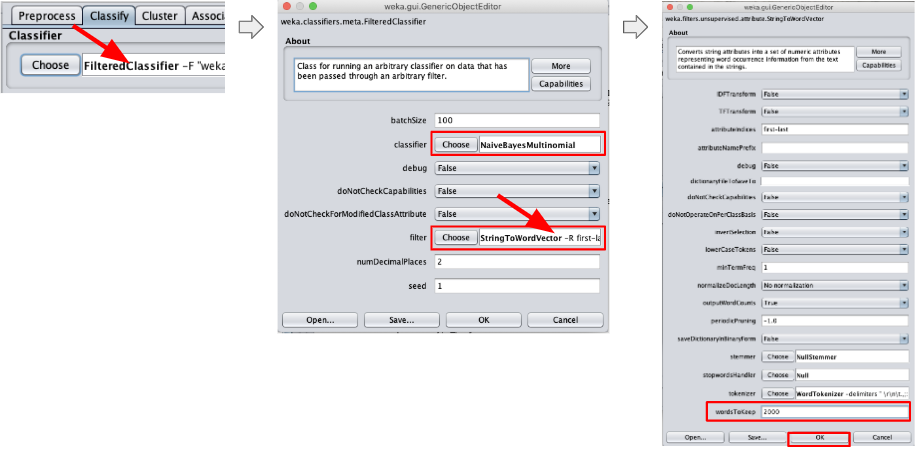 Preprocess Classify Cluster Associa
Classifier
Choose FilteredClassifier -F "weka
weka.gui.GenericObjectEditor
weka.classifiers.meta.FilteredClassifier
About
Class for running an arbitrary classifier on data that has
been passed through an arbitrary filter.
More
Capabilities
batchSize 100
classifier Choose NaiveBayesMultinomial
debug False
doNotCheckCapabilities False
doNotCheckForModifiedClassAttribute False
filter Choose StringToWordVector -R first-la
numDecimalPlaces 2
seed 1
Open... Save... OK Cancel
weka.gui.GenericObjectEditor
weka.filters.unsupervised.attribute.StringToWordVector
About
Converts string attributes into a set of numeric attributes
representing word occurrence information from the text
contained in the strings.
More
Capabilities
IDFTransform False
TFTransform False
attributeIndices first-last
attributeNamePrefix
debug False
dictionaryFileToSaveTo
doNotCheckCapabilities False
doNotOperateOnPerClassBasis False
invertSelection False
lowerCaseTokens False
minTermFreq 1
normalizeDocLength No normalization
outputWordCounts True
periodicPruning -1.0
saveDictionaryInBinaryForm False
stemmer Choose NullStemmer
stopwordsHandler Choose Null
tokenizer Choose WordTokenizer -delimiters " \r\n\t.,;:
wordsToKeep 2000
Open... Save... OK Cancel